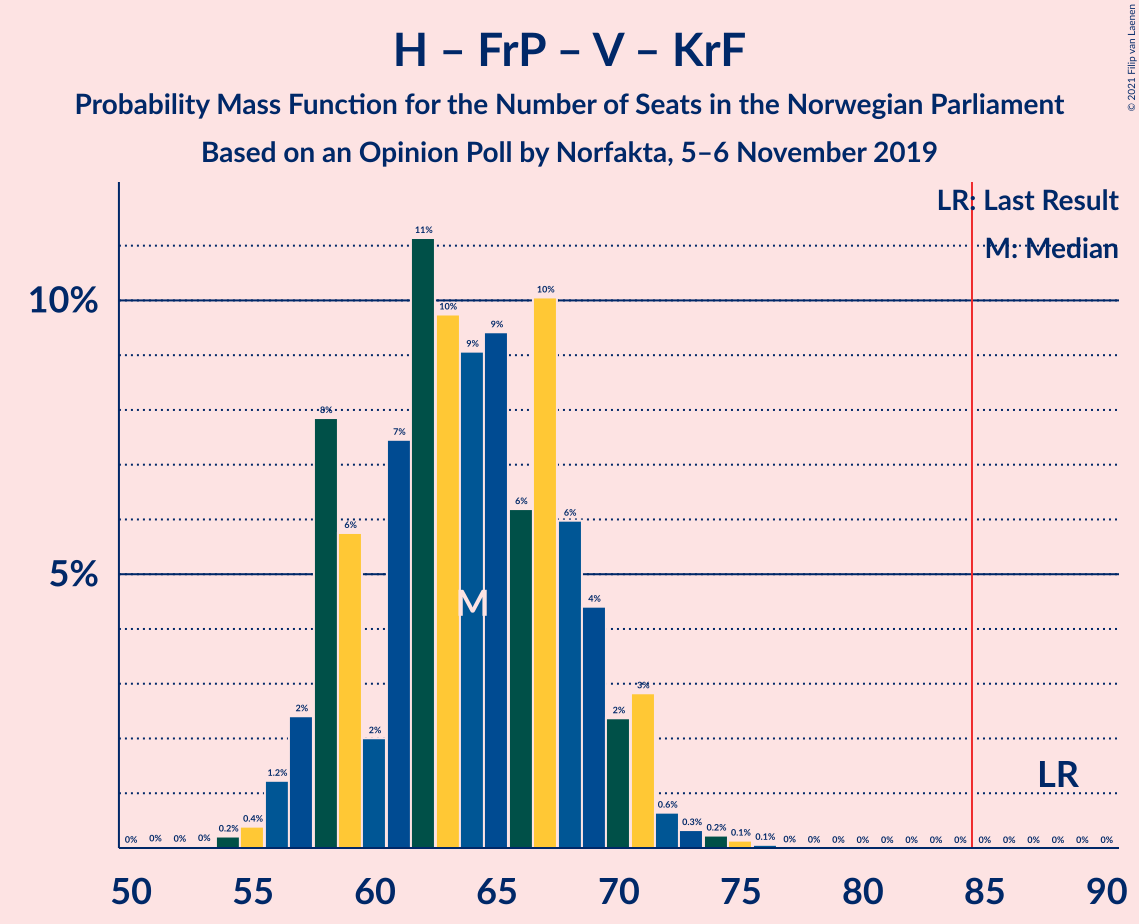 H – FrP – V – KrF
Probability Mass Function for the Number of Seats in the Norwegian Parliament
Based on an Opinion Poll by Norfakta, 5–6 November 2019
© 2021 Filip van Laenen
LR: Last Result
M: Median
10%
5%
0% 0% 0% 0% 0.2% 0.4% 1.2% 2% 8% 6% 2% 7% 11% 10% 9% 9% 6% 10% 6% 4% 2% 3% 0.6% 0.3% 0.2% 0.1% 0.1% 0% 0% 0% 0% 0% 0% 0% 0% 0% 0% 0% 0% 0% 0%
M
LR
50 55 60 65 70 75 80 85 90